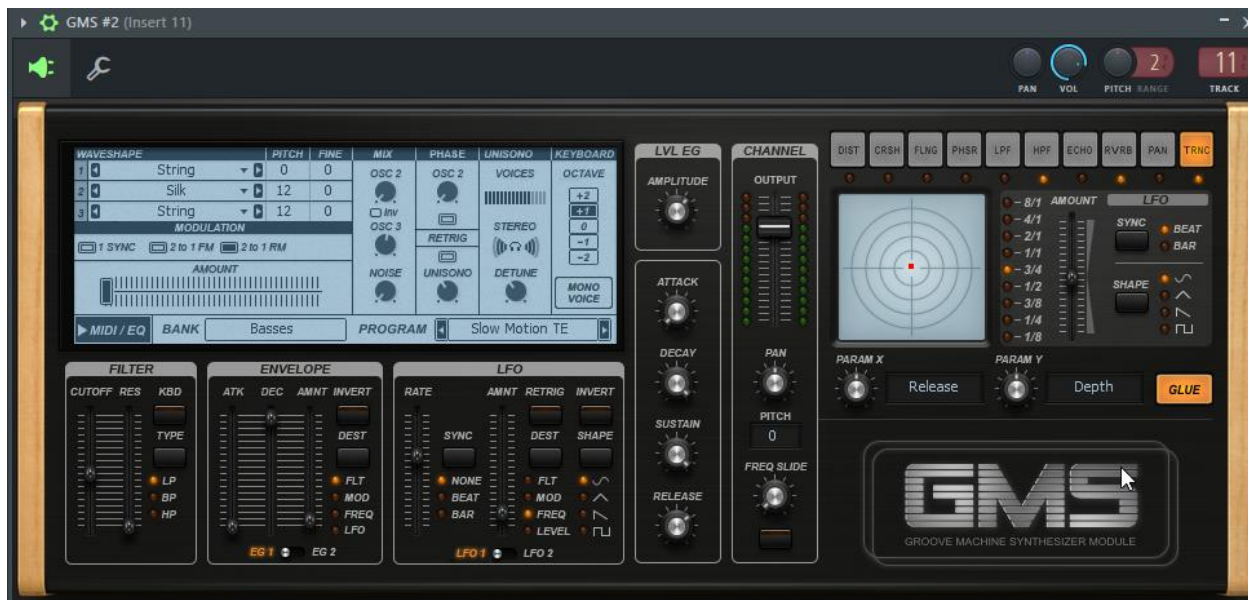 GMS #2 (Insert 11)
PAN VOL PITCH RANGE 2 11 TRACK
WAVESHAPE PITCH FINE MIX PHASE UNISONO KEYBOARD
1 String 0 0 OSC 2 OSC 2 VOICES OCTAVE
2 Silk 12 0 +2
3 String 12 0 Inv +1
MODULATION OSC 3 RETRIG STEREO 0
1 SYNC 2 to 1 FM 2 to 1 RM -1
-2
AMOUNT NOISE UNISONO DETUNE MONO VOICE
MIDI / EQ BANK Basses PROGRAM Slow Motion TE
FILTER
CUTOFF RES KBD
TYPE
LP
BP
HP
ENVELOPE
ATK DEC AMNT INVERT
DEST
FLT
MOD
FREQ
LFO
EG 1 EG 2
LFO
RATE AMNT RETRIG INVERT
SYNC DEST SHAPE
NONE FLT
BEAT MOD
BAR FREQ
LEVEL
LFO 1 LFO 2
LVL EG
AMPLITUDE
ATTACK
DECAY
SUSTAIN
RELEASE
CHANNEL
OUTPUT
PAN
PITCH
0
FREQ SLIDE
DIST CRSH FLNG PHSR LPF HPF ECHO RVRB PAN TRNC
8/1 AMOUNT LFO
4/1 SYNC BEAT
2/1 BAR
1/1
3/4
1/2 SHAPE
3/8
1/4
1/8
PARAM X PARAM Y
Release Depth GLUE
GMS
GROOVE MACHINE SYNTHESIZER MODULE